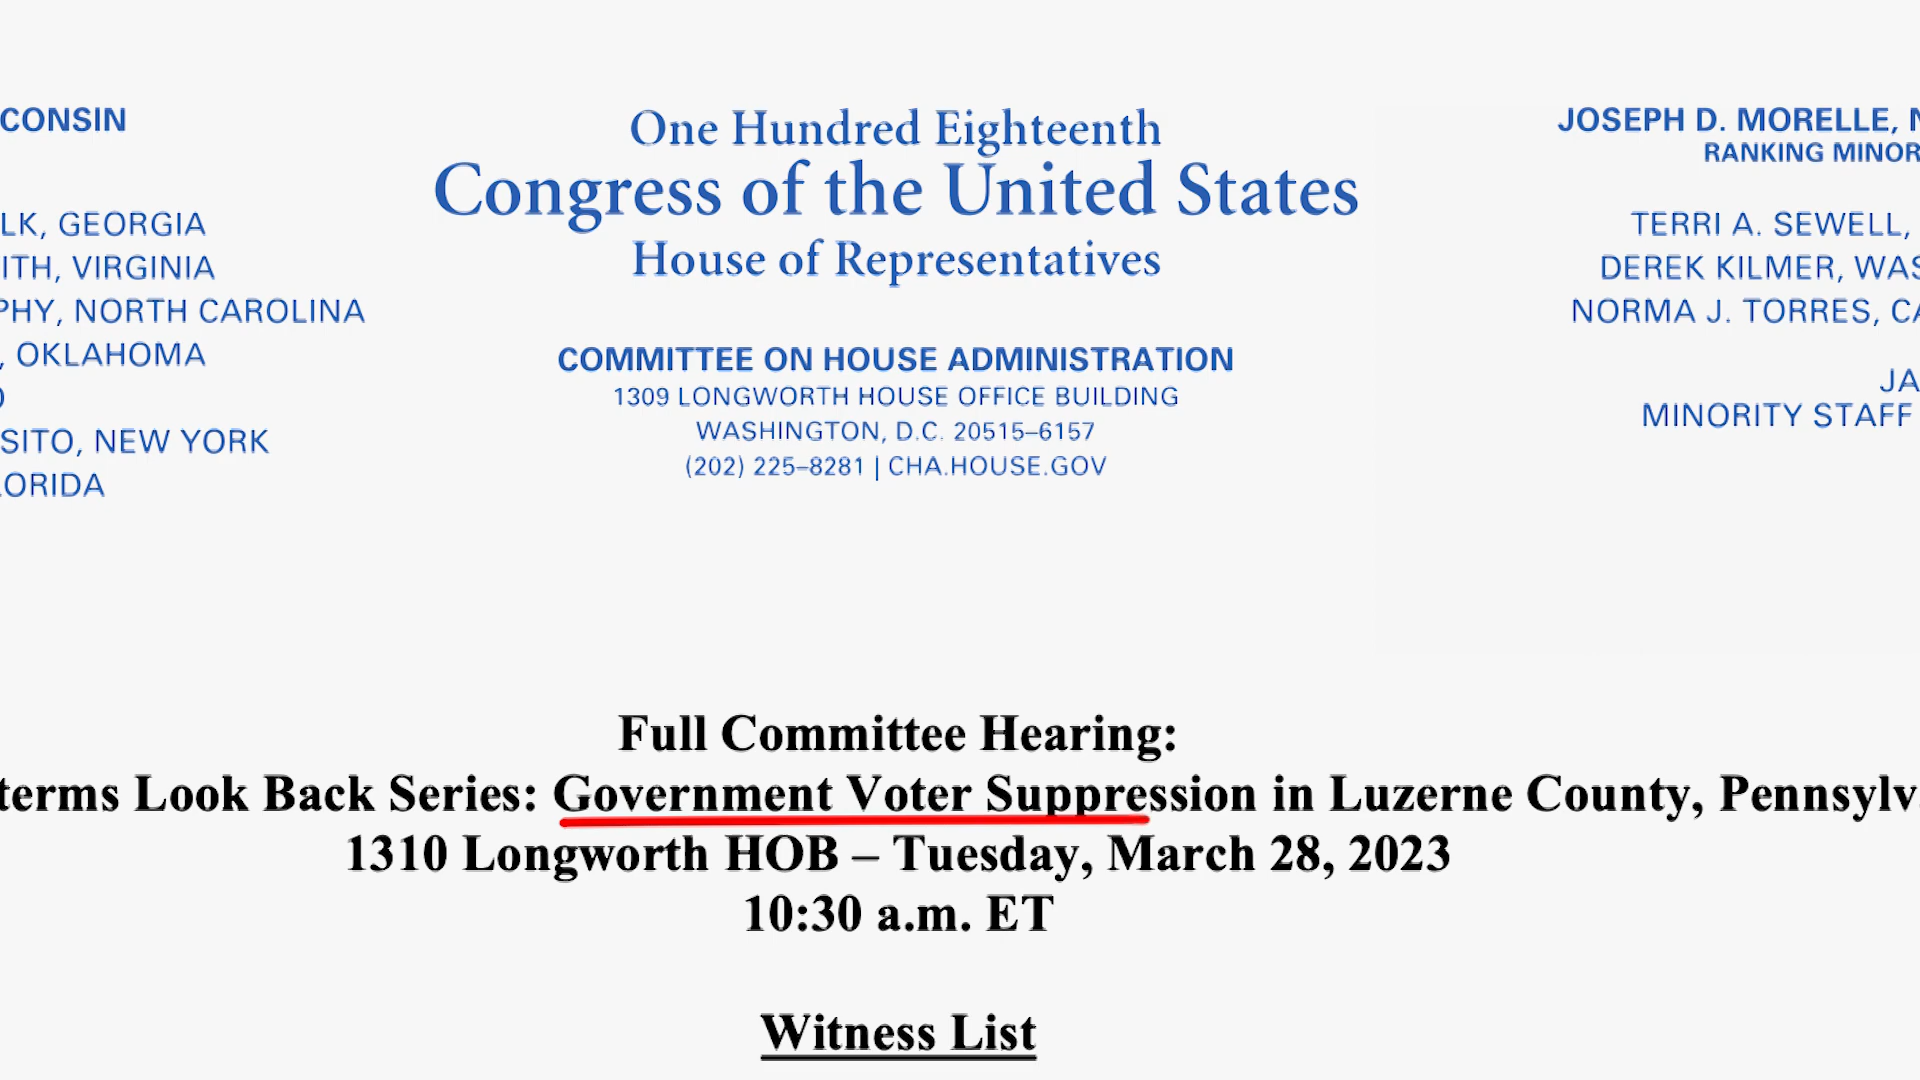 CONSIN
LK, GEORGIA
ITH, VIRGINIA
PHY, NORTH CAROLINA
, OKLAHOMA
SITO, NEW YORK
ORIDA
One Hundred Eighteenth
Congress of the United States
House of Representatives
COMMITTEE ON HOUSE ADMINISTRATION
1309 LONGWORTH HOUSE OFFICE BUILDING
WASHINGTON, D.C. 20515–6157
(202) 225–8281 | CHA.HOUSE.GOV
JOSEPH D. MORELLE, N
RANKING MINOR
TERRI A. SEWELL,
DEREK KILMER, WAS
NORMA J. TORRES, CA
JA
MINORITY STAFF
Full Committee Hearing:
terms Look Back Series: Government Voter Suppression in Luzerne County, Pennsylv
1310 Longworth HOB – Tuesday, March 28, 2023
10:30 a.m. ET
Witness List